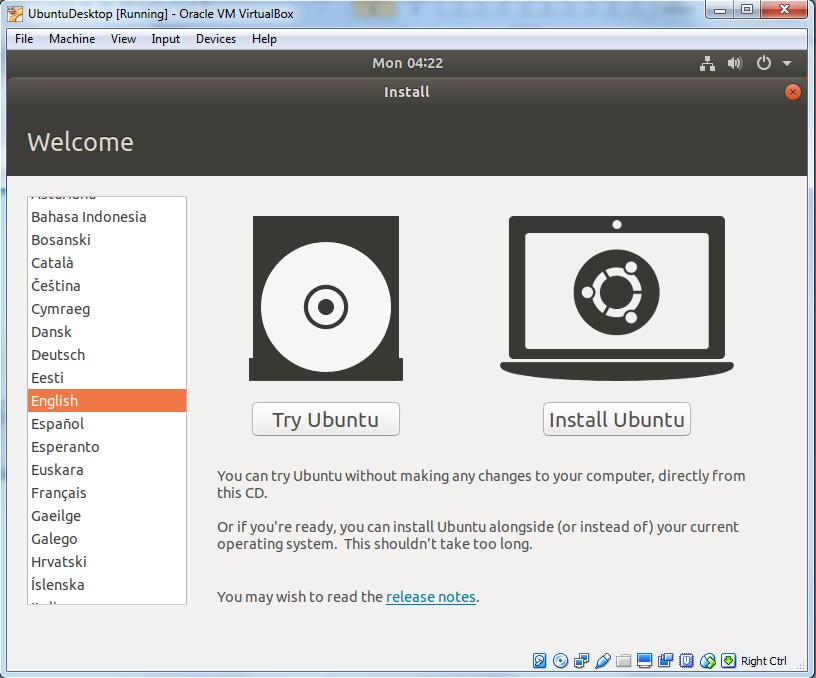 UbuntuDesktop [Running] - Oracle VM VirtualBox
File Machine View Input Devices Help
Mon 04:22
Install
Welcome
Asturianu
Bahasa Indonesia
Bosanski
Català
Čeština
Cymraeg
Dansk
Deutsch
Eesti
English
Español
Esperanto
Euskara
Français
Gaeilge
Galego
Hrvatski
Íslenska
Try Ubuntu
Install Ubuntu
You can try Ubuntu without making any changes to your computer, directly from
this CD.
Or if you're ready, you can install Ubuntu alongside (or instead of) your current
operating system.  This shouldn't take too long.
You may wish to read the release notes.
Right Ctrl